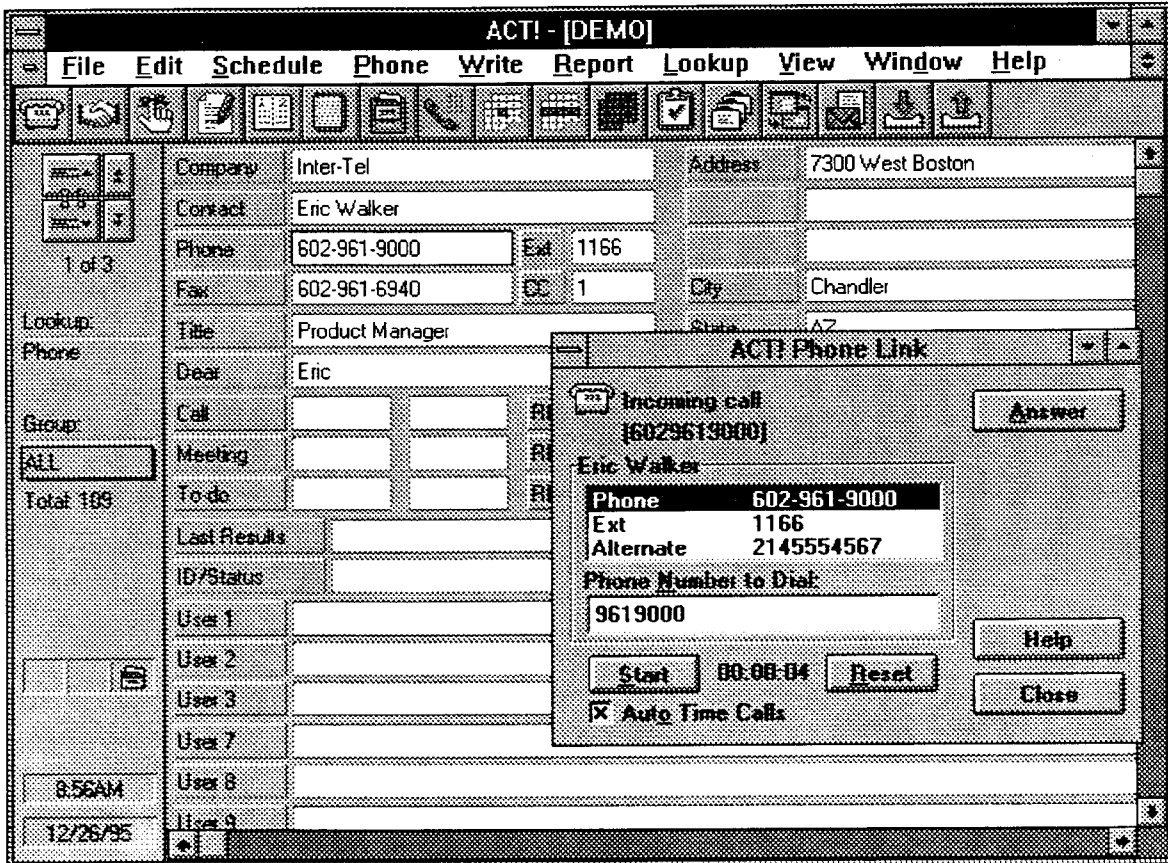 ACT! - [DEMO]
File Edit Schedule Phone Write Report Lookup View Window Help
Company Inter-Tel Address 7300 West Boston
Contact Eric Walker
Phone 602-961-9000 Ext 1166
1 of 3
Fax 602-961-6940 CC 1 City Chandler
Lookup:
Phone
Title Product Manager State AZ
Dear Eric
Group:
ALL
Total: 109
Call
Meeting
To-do
Last Results
ID/Status
User 1
User 2
User 3
User 7
User 8
User 9
8:56AM
12/26/95
ACT! Phone Link
Incoming call
[6029619000]
Answer
Eric Walker
Phone 602-961-9000
Ext 1166
Alternate 2145554567
Phone Number to Dial:
9619000
Help
Start 00:00:04 Reset
Close
Auto Time Calls